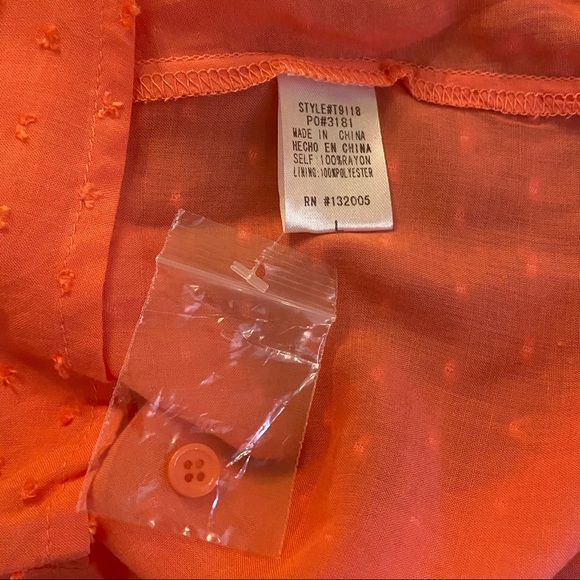 STYLE#T9118
PO#3181
MADE IN CHINA
HECHO EN CHINA
SELF:100%RAYON
LINING:100%POLYESTER
RN #132005